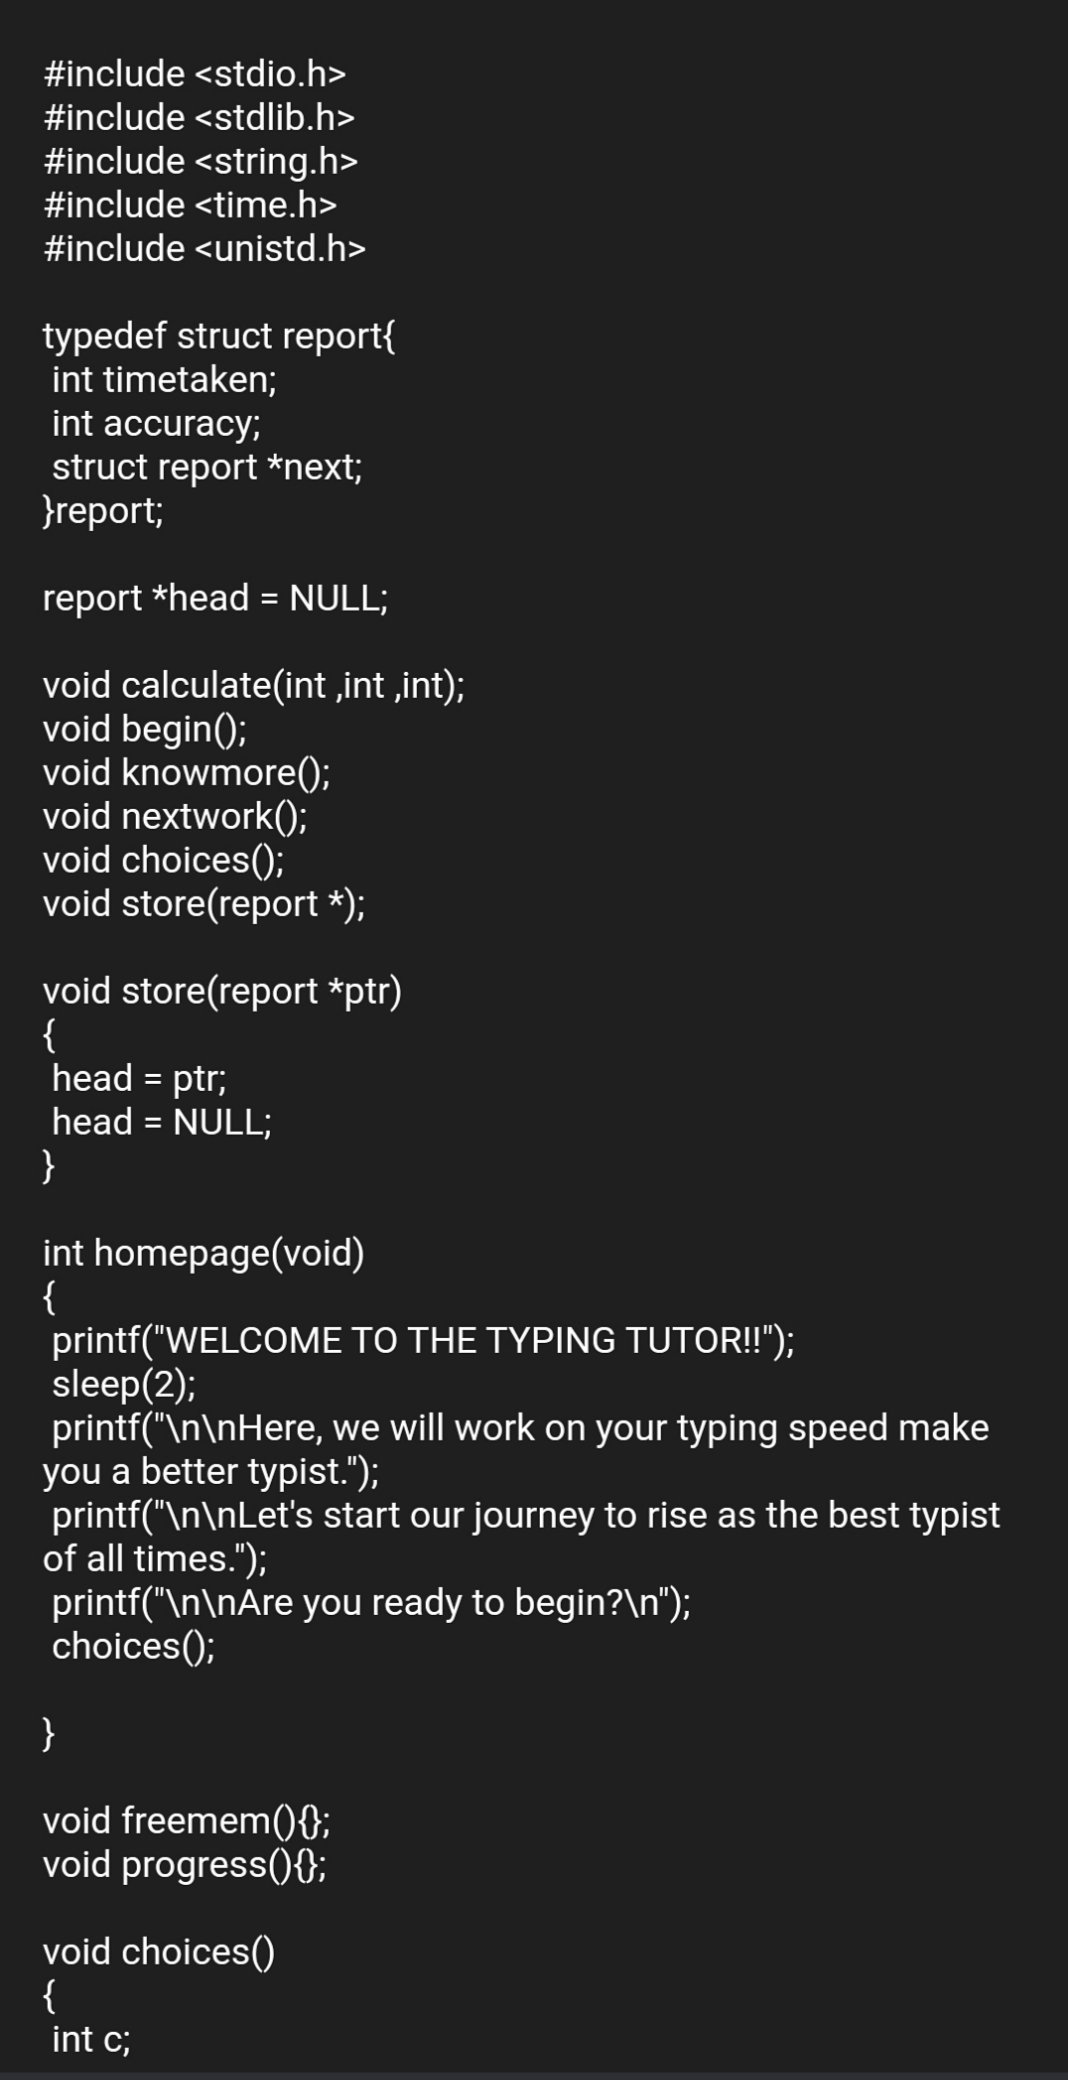 #include <stdio.h>
#include <stdlib.h>
#include <string.h>
#include <time.h>
#include <unistd.h>
typedef struct report{
int timetaken;
int accuracy;
struct report *next;
}report;
report *head = NULL;
void calculate(int ,int ,int);
void begin();
void knowmore();
void nextwork();
void choices();
void store(report *);
void store(report *ptr)
{
head = ptr;
head = NULL;
}
int homepage(void)
{
printf("WELCOME TO THE TYPING TUTOR!!");
sleep(2);
printf("\n\nHere, we will work on your typing speed make
you a better typist.");
printf("\n\nLet's start our journey to rise as the best typist
of all times.");
printf("\n\nAre you ready to begin?\n");
choices();
}
void freemem(){};
void progress(){};
void choices()
{
int c;